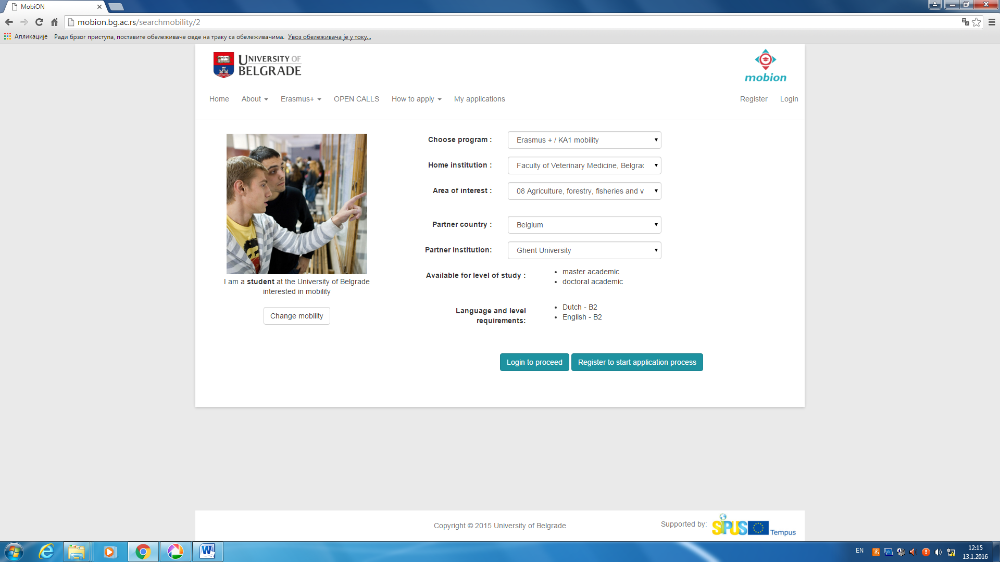 MobiON
mobion.bg.ac.rs/searchmobility/2
Апликације Ради брзог приступа, поставите обележиваче овде на траку са обележивачима. Увоз обележивача је у току...
UNIVERSITY OF
BELGRADE
mobion
Home About Erasmus+ OPEN CALLS How to apply My applications Register Login
Choose program : Erasmus + / KA1 mobility
Home institution : Faculty of Veterinary Medicine, Belgrad
Area of interest : 08 Agriculture, forestry, fisheries and v
Partner country : Belgium
Partner institution: Ghent University
Available for level of study :
• master academic
• doctoral academic
Language and level
requirements:
• Dutch - B2
• English - B2
I am a student at the University of Belgrade
interested in mobility
Change mobility
Login to proceed Register to start application process
Copyright © 2015 University of Belgrade
Supported by: SIPUS Tempus
EN
12:15
13.1.2016